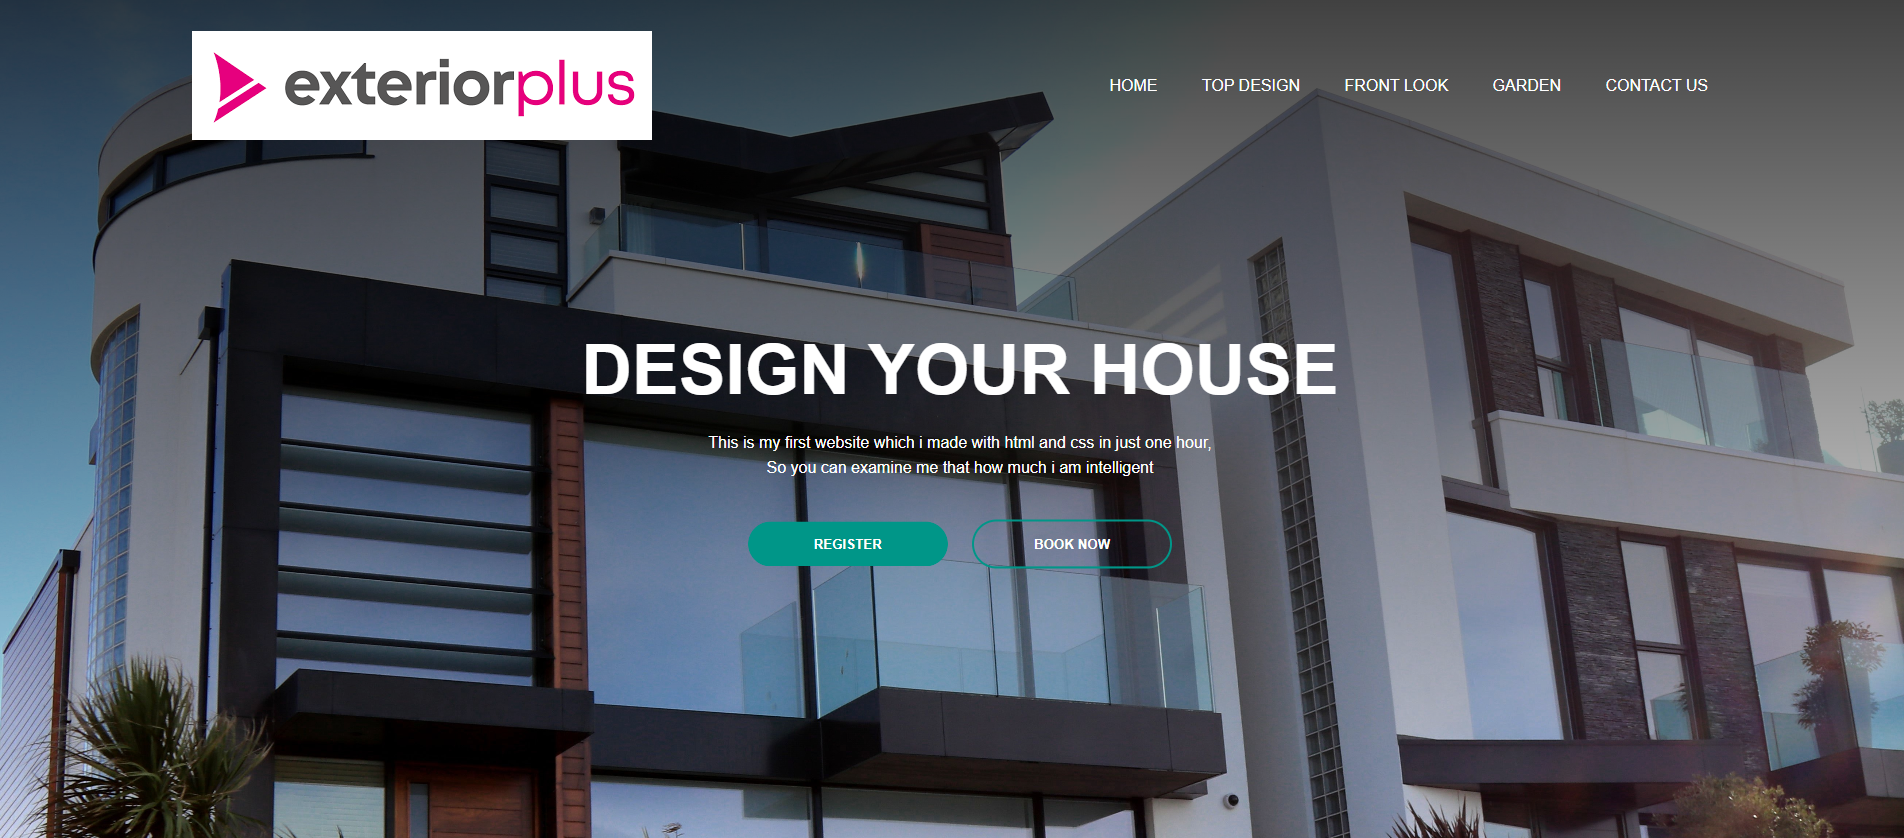 exteriorplus
HOME TOP DESIGN FRONT LOOK GARDEN CONTACT US
DESIGN YOUR HOUSE
This is my first website which i made with html and css in just one hour,
So you can examine me that how much i am intelligent
REGISTER BOOK NOW